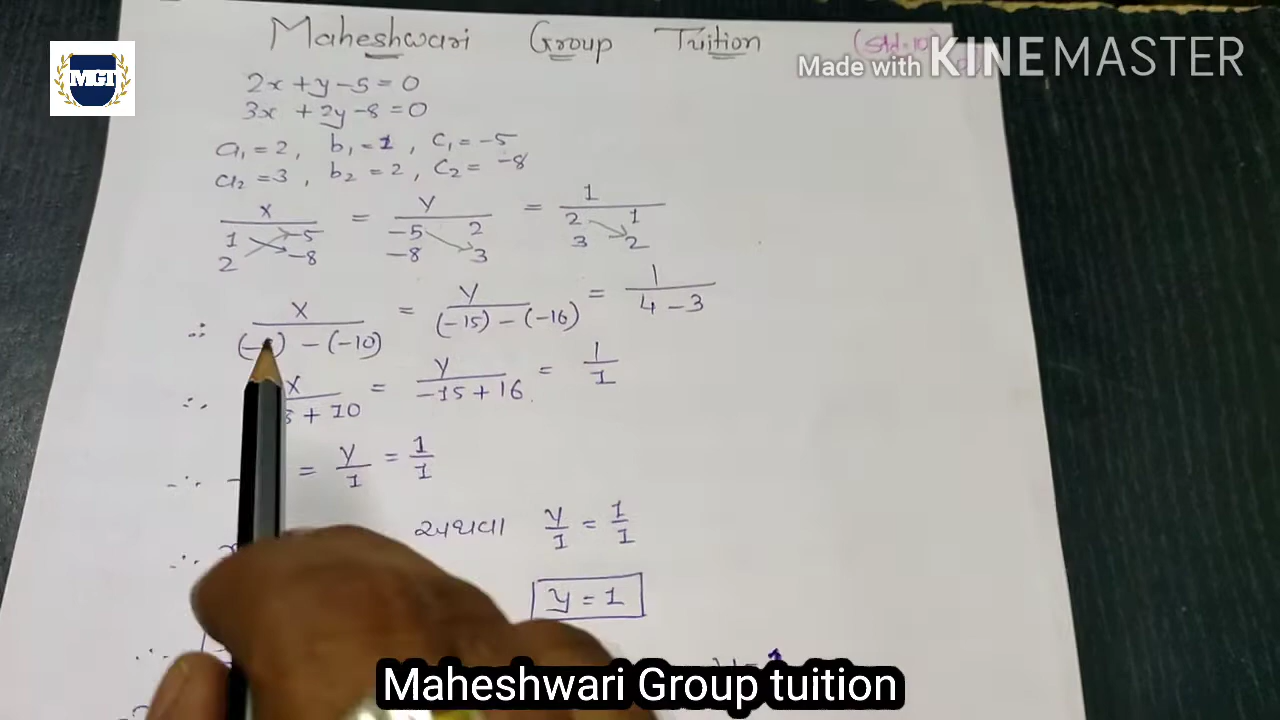 Maheshwari Group Tuition (Std-10)
Made with KINEMASTER
MGT
2x + y - 5 = 0
3x + 2y - 8 = 0
a₁ = 2, b₁ = 1, c₁ = -5
a₂ = 3, b₂ = 2, c₂ = -8
x = y = 1
1 -5 -5 2 2 1
2 -8 -8 3 3 2
∴ x = y = 1
(-15) - (-16) 4 - 3
- (-10)
x = y = 1
∴ + 10 -15 + 16 1
∴ = y/1 = 1/1
∴ અથવા y/1 = 1/1
y = 1
∴
Maheshwari Group tuition